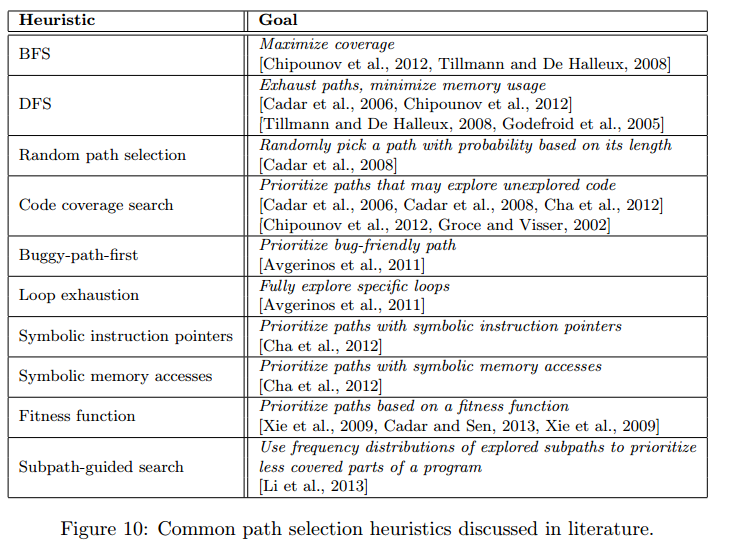 Heuristic Goal
BFS
Maximize coverage
[Chipounov et al., 2012, Tillmann and De Halleux, 2008]
DFS
Exhaust paths, minimize memory usage
[Cadar et al., 2006, Chipounov et al., 2012]
[Tillmann and De Halleux, 2008, Godefroid et al., 2005]
Random path selection
Randomly pick a path with probability based on its length
[Cadar et al., 2008]
Code coverage search
Prioritize paths that may explore unexplored code
[Cadar et al., 2006, Cadar et al., 2008, Cha et al., 2012]
[Chipounov et al., 2012, Groce and Visser, 2002]
Buggy-path-first
Prioritize bug-friendly path
[Avgerinos et al., 2011]
Loop exhaustion
Fully explore specific loops
[Avgerinos et al., 2011]
Symbolic instruction pointers
Prioritize paths with symbolic instruction pointers
[Cha et al., 2012]
Symbolic memory accesses
Prioritize paths with symbolic memory accesses
[Cha et al., 2012]
Fitness function
Prioritize paths based on a fitness function
[Xie et al., 2009, Cadar and Sen, 2013, Xie et al., 2009]
Subpath-guided search
Use frequency distributions of explored subpaths to prioritize
less covered parts of a program
[Li et al., 2013]
Figure 10: Common path selection heuristics discussed in literature.